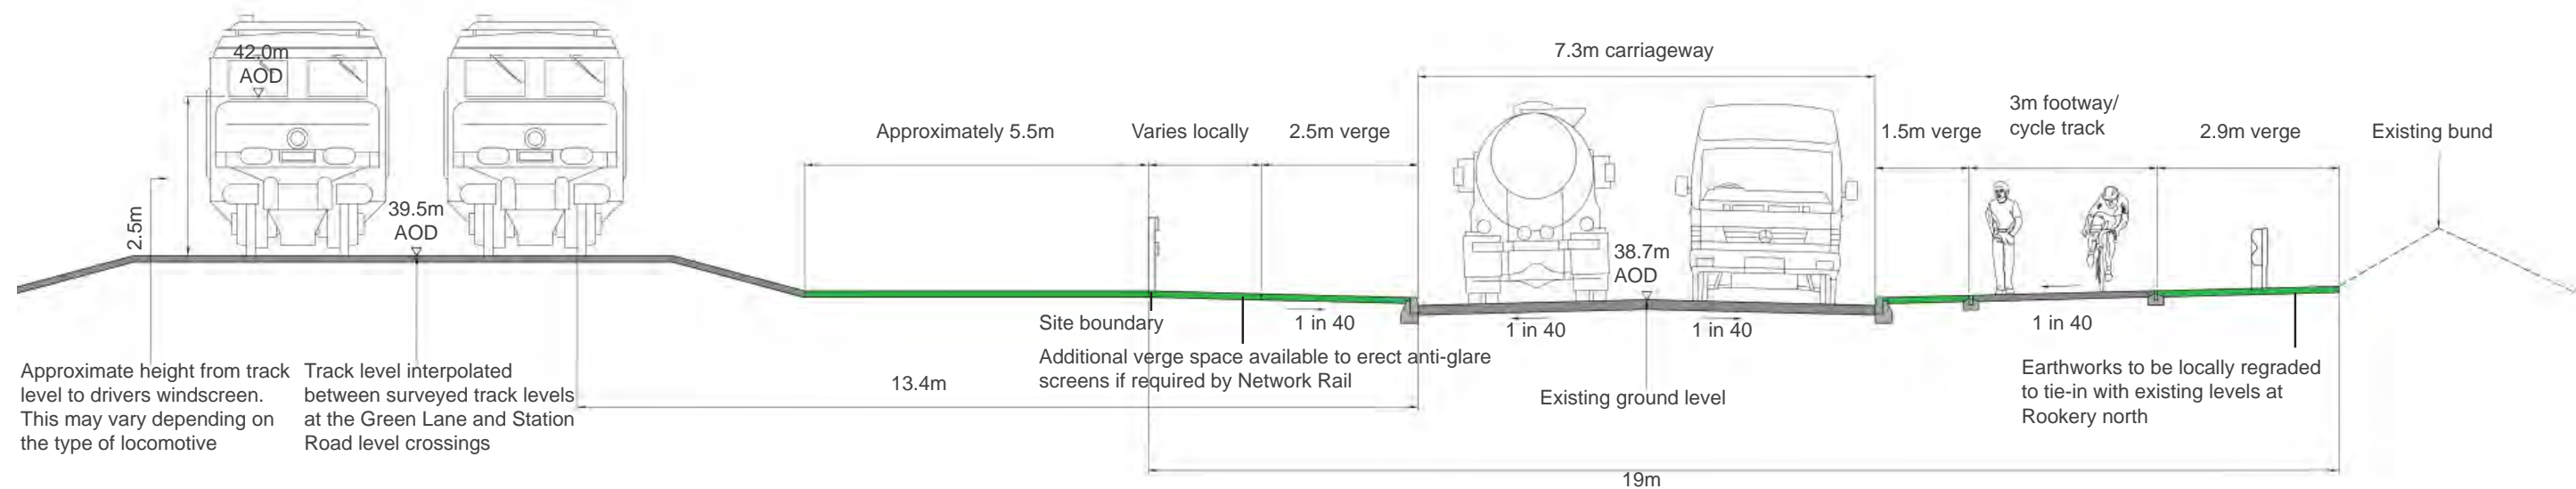 42.0m
AOD
2.5m
39.5m
AOD
Approximately 5.5m
Varies locally
2.5m verge
7.3m carriageway
1.5m verge
3m footway/
cycle track
2.9m verge
Existing bund
38.7m
AOD
Site boundary
1 in 40
1 in 40
1 in 40
1 in 40
Additional verge space available to erect anti-glare
screens if required by Network Rail
Approximate height from track
level to drivers windscreen.
This may vary depending on
the type of locomotive
Track level interpolated
between surveyed track levels
at the Green Lane and Station
Road level crossings
13.4m
Existing ground level
Earthworks to be locally regraded
to tie-in with existing levels at
Rookery north
19m